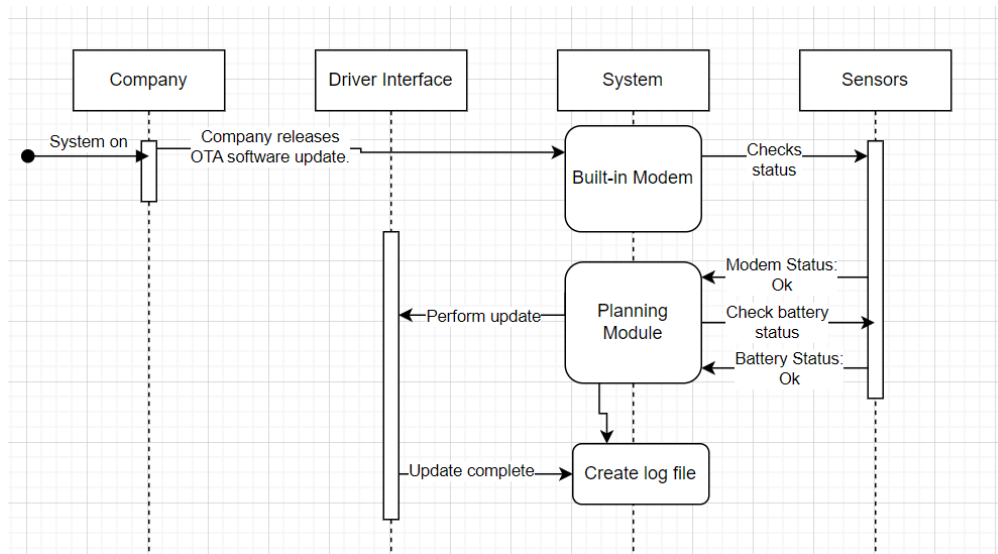 Company
Driver Interface
System
Sensors
System on
Company releases
OTA software update.
Built-in Modem
Checks
status
Modem Status:
Ok
Perform update
Planning
Module
Check battery
status
Battery Status:
Ok
Update complete
Create log file